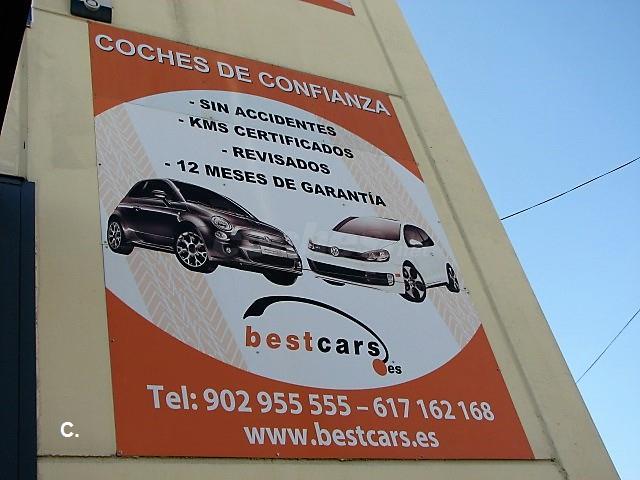 COCHES DE CONFIANZA
- SIN ACCIDENTES
- KMS CERTIFICADOS
- REVISADOS
- 12 MESES DE GARANTÍA
bestcars.es
Tel: 902 955 555 – 617 162 168
www.bestcars.es
C.